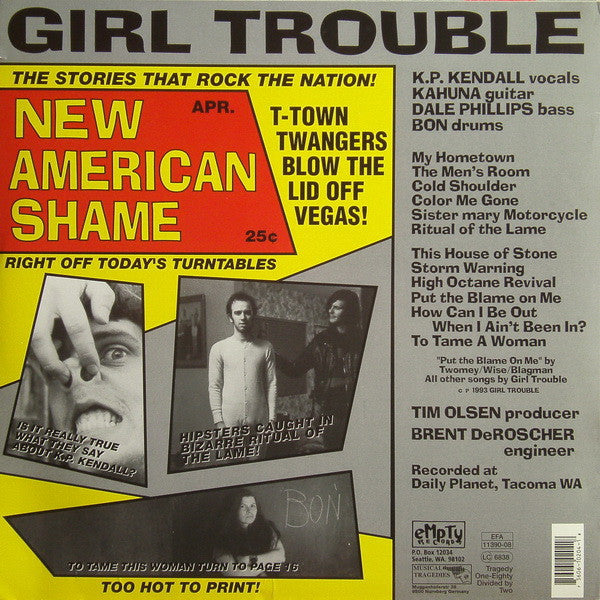 GIRL TROUBLE
THE STORIES THAT ROCK THE NATION!
APR.
NEW
AMERICAN
SHAME
25¢
T-TOWN
TWANGERS
BLOW THE
LID OFF
VEGAS!
RIGHT OFF TODAY'S TURNTABLES
IS IT REALLY TRUE
WHAT THEY SAY
ABOUT K.P. KENDALL?
HIPSTERS CAUGHT IN
BIZARRE RITUAL OF
THE LAME!
BON
TO TAME THIS WOMAN TURN TO PAGE 16
TOO HOT TO PRINT!
K.P. KENDALL vocals
KAHUNA guitar
DALE PHILLIPS bass
BON drums
My Hometown
The Men's Room
Cold Shoulder
Color Me Gone
Sister mary Motorcycle
Ritual of the Lame
This House of Stone
Storm Warning
High Octane Revival
Put the Blame on Me
How Can I Be Out
When I Ain't Been In?
To Tame A Woman
"Put the Blame On Me" by
Twomey/Wise/Blagman
All other songs by Girl Trouble
c p 1993 GIRL TROUBLE
TIM OLSEN producer
BRENT DeROSCHER
engineer
Recorded at
Daily Planet, Tacoma WA
eMpTy
RECORDS
P.O. Box 12034
Seattle, WA. 98102
MUSICAL
TRAGEDIES
8500 Nürnberg Germany
EFA
11390-08
LC 6838
Tragedy
One-Eighty
Divided by
Two